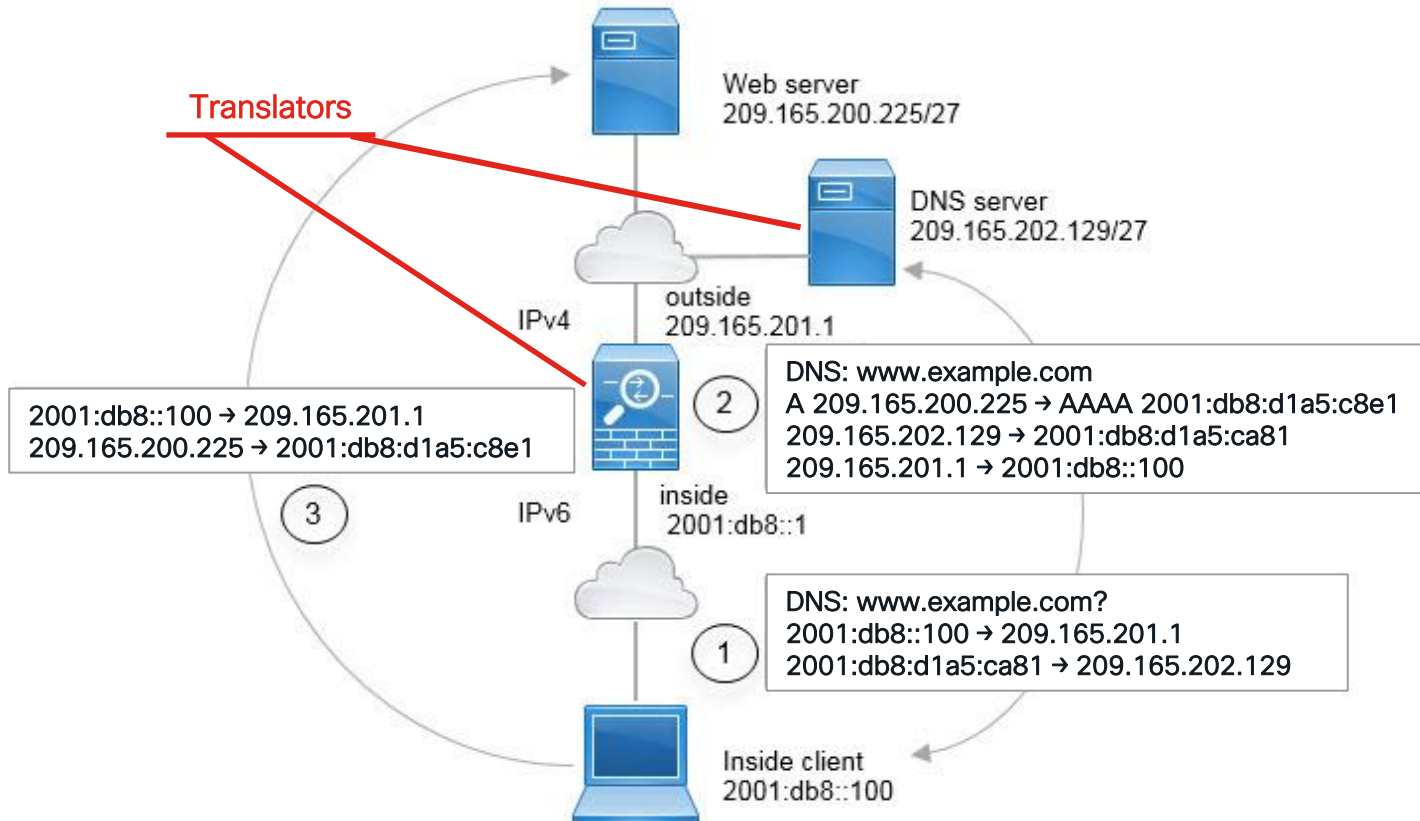 Web server
209.165.200.225/27
Translators
DNS server
209.165.202.129/27
outside
209.165.201.1
IPv4
2
DNS: www.example.com
A 209.165.200.225 → AAAA 2001:db8:d1a5:c8e1
209.165.202.129 → 2001:db8:d1a5:ca81
209.165.201.1 → 2001:db8::100
2001:db8::100 → 209.165.201.1
209.165.200.225 → 2001:db8:d1a5:c8e1
3
IPv6
inside
2001:db8::1
1
DNS: www.example.com?
2001:db8::100 → 209.165.201.1
2001:db8:d1a5:ca81 → 209.165.202.129
Inside client
2001:db8::100